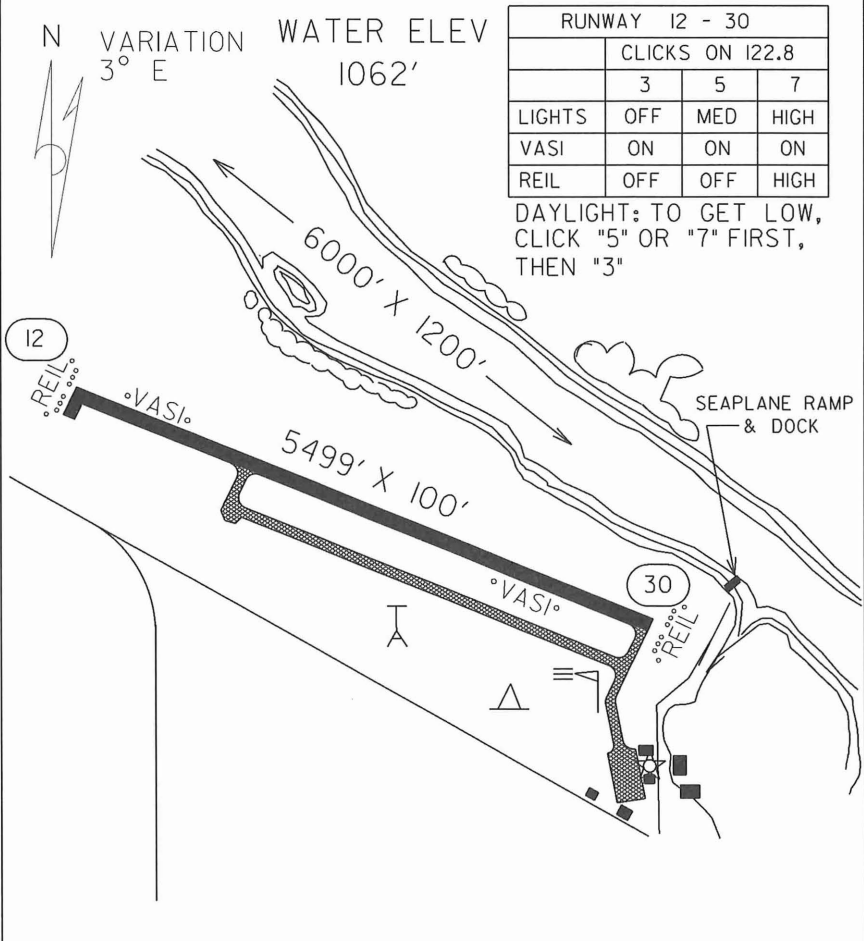 N
VARIATION
3° E
WATER ELEV
1062'
RUNWAY 12 - 30
CLICKS ON 122.8
3 5 7
LIGHTS OFF MED HIGH
VASI ON ON ON
REIL OFF OFF HIGH
DAYLIGHT: TO GET LOW,
CLICK "5" OR "7" FIRST,
THEN "3"
6000' X 1200'
12
REIL
VASI
5499' X 100'
SEAPLANE RAMP
& DOCK
VASI
30
REIL